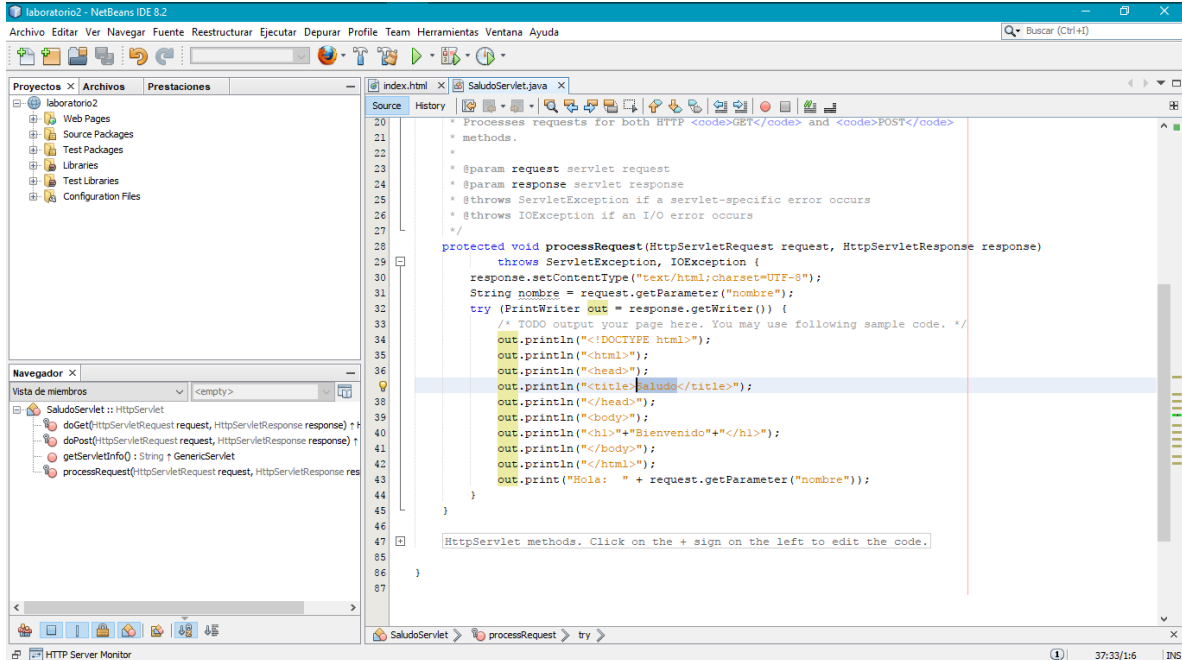 laboratorio2 - NetBeans IDE 8.2
Archivo Editar Ver Navegar Fuente Reestructurar Ejecutar Depurar Profile Team Herramientas Ventana Ayuda
Buscar (Ctrl+I)
Proyectos Archivos Prestaciones
laboratorio2
Web Pages
Source Packages
Test Packages
Libraries
Test Libraries
Configuration Files
Navegador
Vista de miembros <empty>
SaludoServlet :: HttpServlet
doGet(HttpServletRequest request, HttpServletResponse response) ↑ H
doPost(HttpServletRequest request, HttpServletResponse response) ↑
getServletInfo() : String ↑ GenericServlet
processRequest(HttpServletRequest request, HttpServletResponse res
index.html SaludoServlet.java
Source History
20 * Processes requests for both HTTP <code>GET</code> and <code>POST</code>
21 * methods.
22 *
23 * @param request servlet request
24 * @param response servlet response
25 * @throws ServletException if a servlet-specific error occurs
26 * @throws IOException if an I/O error occurs
27 */
28 protected void processRequest(HttpServletRequest request, HttpServletResponse response)
29 throws ServletException, IOException {
30 response.setContentType("text/html;charset=UTF-8");
31 String nombre = request.getParameter("nombre");
32 try (PrintWriter out = response.getWriter()) {
33 /* TODO output your page here. You may use following sample code. */
34 out.println("<!DOCTYPE html>");
35 out.println("<html>");
36 out.println("<head>");
out.println("<title>Saludo</title>");
38 out.println("</head>");
39 out.println("<body>");
40 out.println("<h1>"+"Bienvenido"+"</h1>");
41 out.println("</body>");
42 out.println("</html>");
43 out.print("Hola:  " + request.getParameter("nombre"));
44 }
45 }
46
47 HttpServlet methods. Click on the + sign on the left to edit the code.
85
86 }
87
SaludoServlet processRequest try
HTTP Server Monitor
1 37:33/1:6 INS